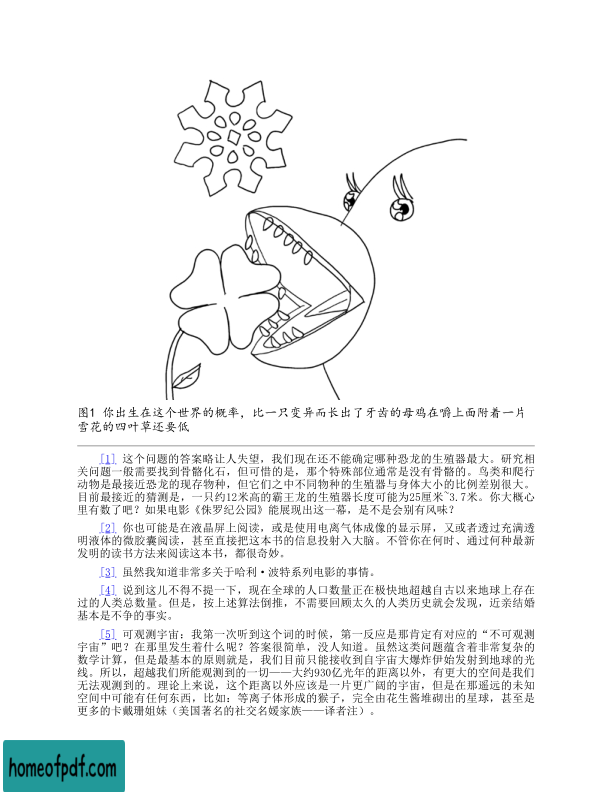 图1 你出生在这个世界的概率，比一只变异而长出了牙齿的母鸡在嚼上面附着一片
雪花的四叶草还要低
[1] 这个问题的答案略让人失望，我们现在还不能确定哪种恐龙的生殖器最大。研究相
关问题一般需要找到骨骼化石，但可惜的是，那个特殊部位通常是没有骨骼的。鸟类和爬行
动物是最接近恐龙的现存物种，但它们之中不同物种的生殖器与身体大小的比例差别很大。
目前最接近的猜测是，一只约12米高的霸王龙的生殖器长度可能为25厘米~3.7米。你大概心
里有数了吧？如果电影《侏罗纪公园》能展现出这一幕，是不是会别有风味？
[2] 你也可能是在液晶屏上阅读，或是使用电离气体成像的显示屏，又或者透过充满透
明液体的微胶囊阅读，甚至直接把这本书的信息投射入大脑。不管你在何时、通过何种最新
发明的读书方法来阅读这本书，都很奇妙。
[3] 虽然我知道非常多关于哈利·波特系列电影的事情。
[4] 说到这儿不得不提一下，现在全球的人口数量正在极快地超越自古以来地球上存在
过的人类总数量。但是，按上述算法倒推，不需要回顾太久的人类历史就会发现，近亲结婚
基本是不争的事实。
[5] 可观测宇宙：我第一次听到这个词的时候，第一反应是那肯定有对应的“不可观测
宇宙”吧？在那里发生着什么呢？答案很简单，没人知道。虽然这类问题蕴含着非常复杂的
数学计算，但是最基本的原则就是，我们目前只能接收到自宇宙大爆炸伊始发射到地球的光
线。所以，超越我们所能观测到的一切——大约930亿光年的距离以外，有更大的空间是我们
无法观测到的。理论上来说，这个距离以外应该是一片更广阔的宇宙，但是在那遥远的未知
空间中可能有任何东西，比如：等离子体形成的猴子，完全由花生酱堆砌出的星球，甚至是
更多的卡戴珊姐妹（美国著名的社交名媛家族——译者注）。
homeofpdf.com